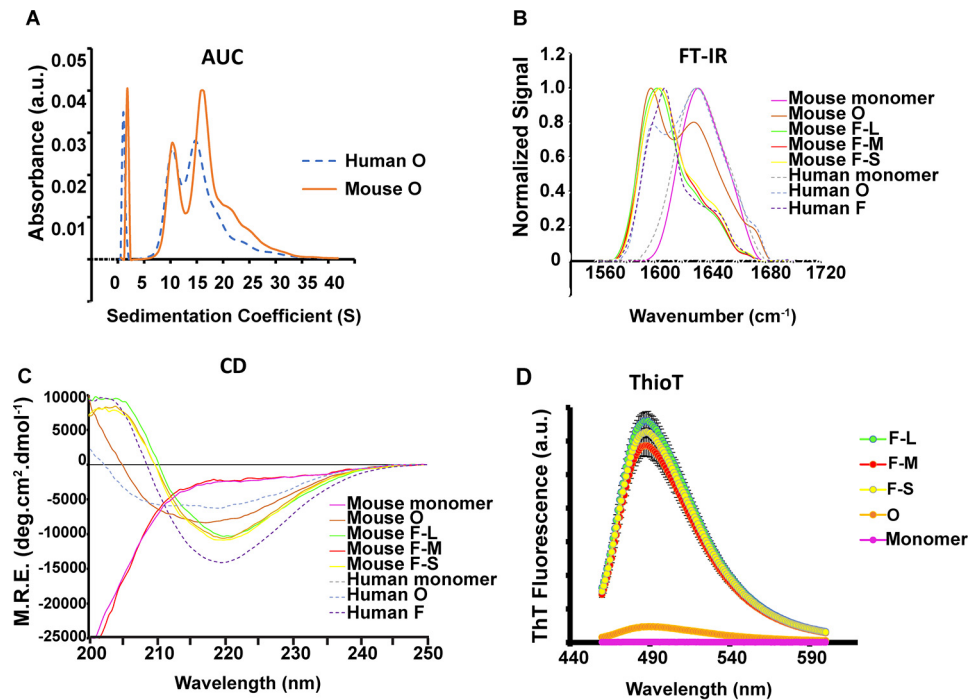 A
AUC
Absorbance (a.u.)
0.05
0.04
0.03
0.02
0.01
0 5 10 15 20 25 30 35 40
Sedimentation Coefficient (S)
Human O
Mouse O
B
FT-IR
Normalized Signal
1.2
1.0
0.8
0.6
0.4
0.2
0
1560 1600 1640 1680 1720
Wavenumber (cm-1)
Mouse monomer
Mouse O
Mouse F-L
Mouse F-M
Mouse F-S
Human monomer
Human O
Human F
C
CD
M.R.E. (deg.cm2.dmol-1)
10000
5000
0
-5000
-10000
-15000
-20000
-25000
200 210 220 230 240 250
Wavelength (nm)
Mouse monomer
Mouse O
Mouse F-L
Mouse F-M
Mouse F-S
Human monomer
Human O
Human F
D
ThioT
ThT Fluorescence (a.u.)
440 490 540 590
Wavelength (nm)
F-L
F-M
F-S
O
Monomer